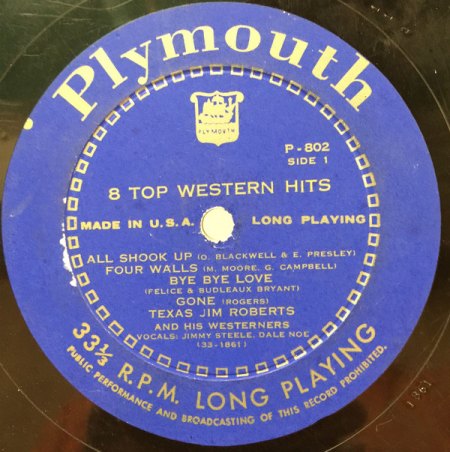 Plymouth
PLYMOUTH
P-802
SIDE 1
8 TOP WESTERN HITS
MADE IN U.S.A. LONG PLAYING
ALL SHOOK UP (O. BLACKWELL & E. PRESLEY)
FOUR WALLS (M. MOORE, G. CAMPBELL)
BYE BYE LOVE
(FELICE & BUDLEAUX BRYANT)
GONE (ROGERS)
TEXAS JIM ROBERTS
AND HIS WESTERNERS
VOCALS: JIMMY STEELE, DALE NOE
(33-1861)
33⅓ R.P.M. LONG PLAYING
PUBLIC PERFORMANCE AND BROADCASTING OF THIS RECORD PROHIBITED.
1861